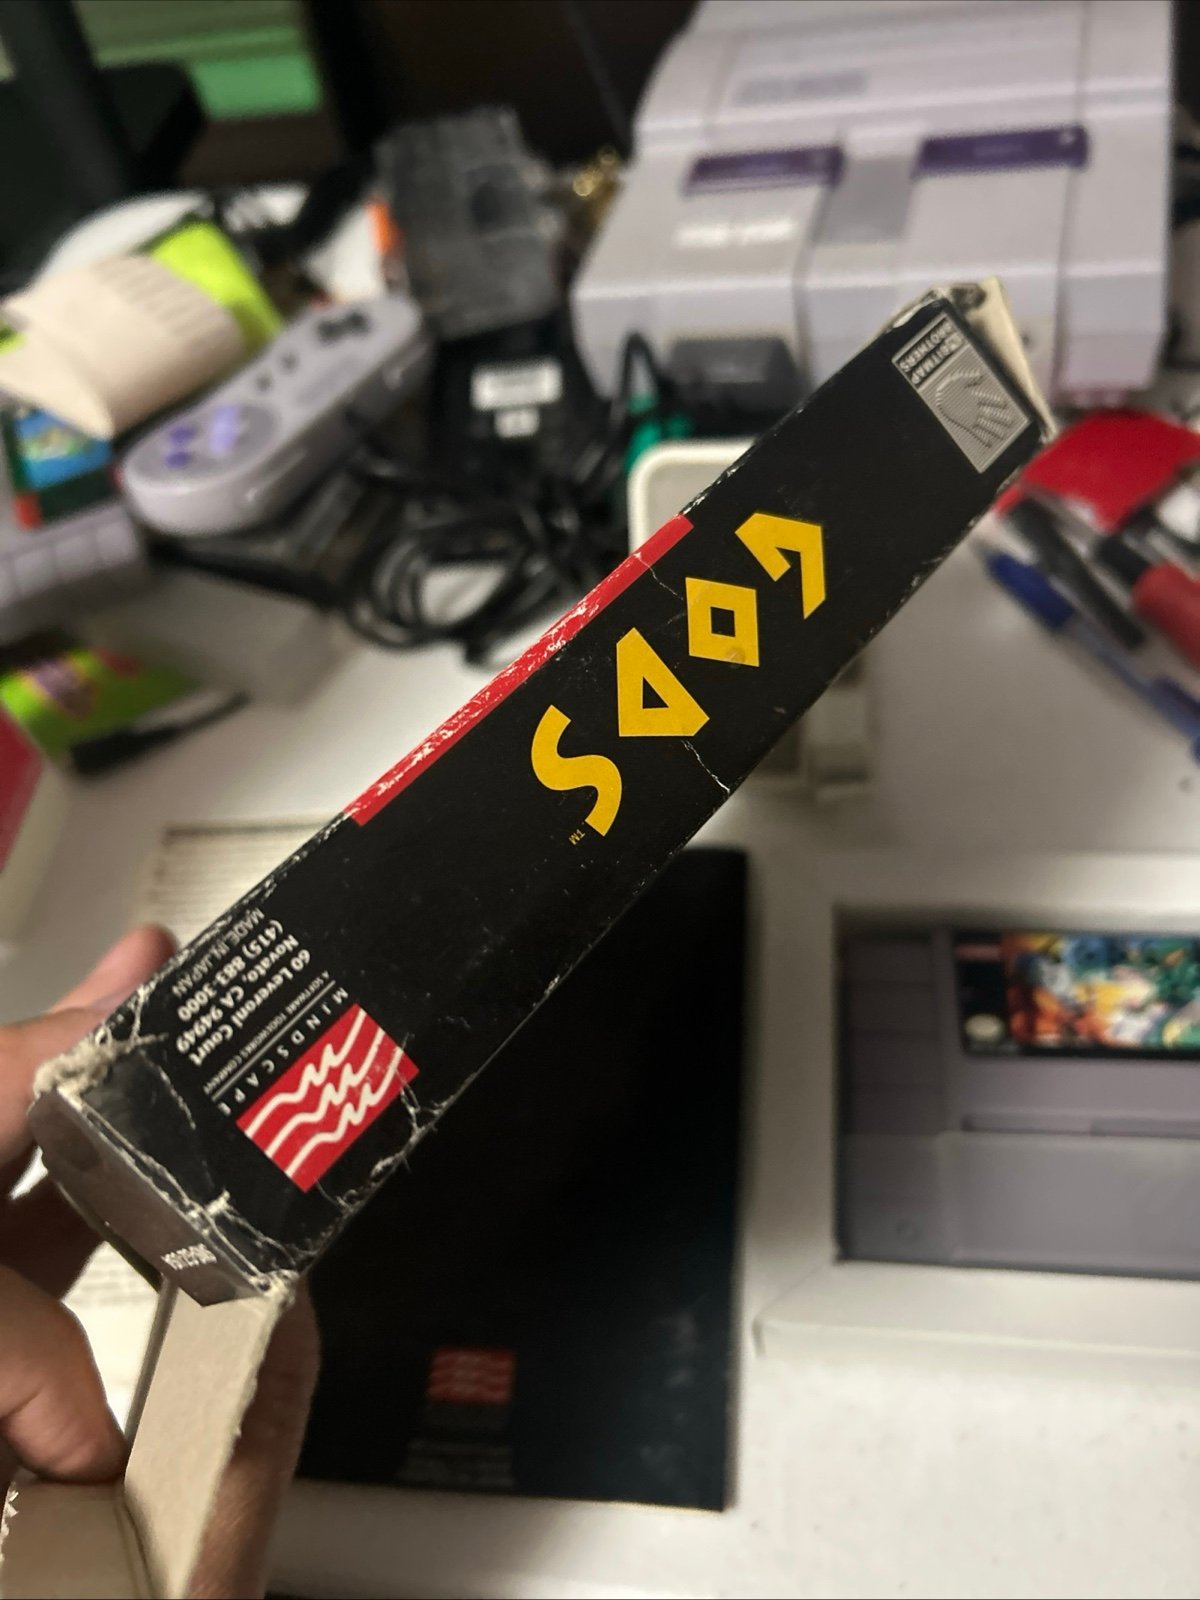 BITMAP
BROTHERS
GODS
TM
MINDSCAPE
A SOFTWARE TOOLWORKS COMPANY
60 Leveroni Court
Novato, CA 94949
(415) 883-3000
MADE IN JAPAN